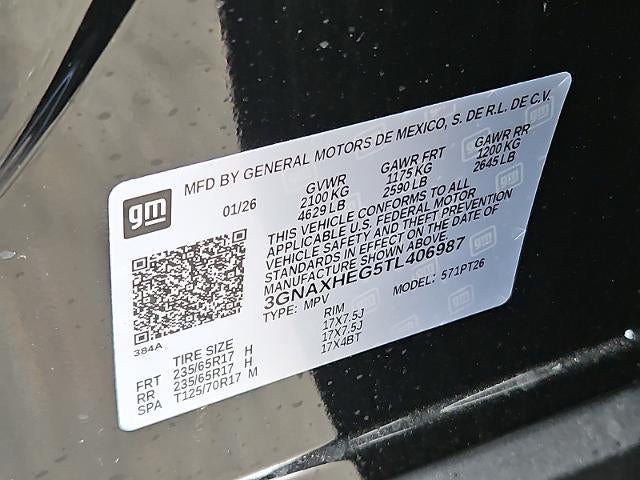 gm
MFD BY GENERAL MOTORS DE MEXICO, S. DE R.L. DE C.V.
01/26
GVWR GAWR FRT GAWR RR
2100 KG 1175 KG 1200 KG
4629 LB 2590 LB 2645 LB
THIS VEHICLE CONFORMS TO ALL
APPLICABLE U.S. FEDERAL MOTOR
VEHICLE SAFETY AND THEFT PREVENTION
STANDARDS IN EFFECT ON THE DATE OF
MANUFACTURE SHOWN ABOVE.
3GNAXHEG5TL406987
TYPE: MPV MODEL: 571PT26
384A
TIRE SIZE RIM
FRT 235/65R17 H 17X7.5J
RR 235/65R17 H 17X7.5J
SPA T125/70R17 M 17X4BT